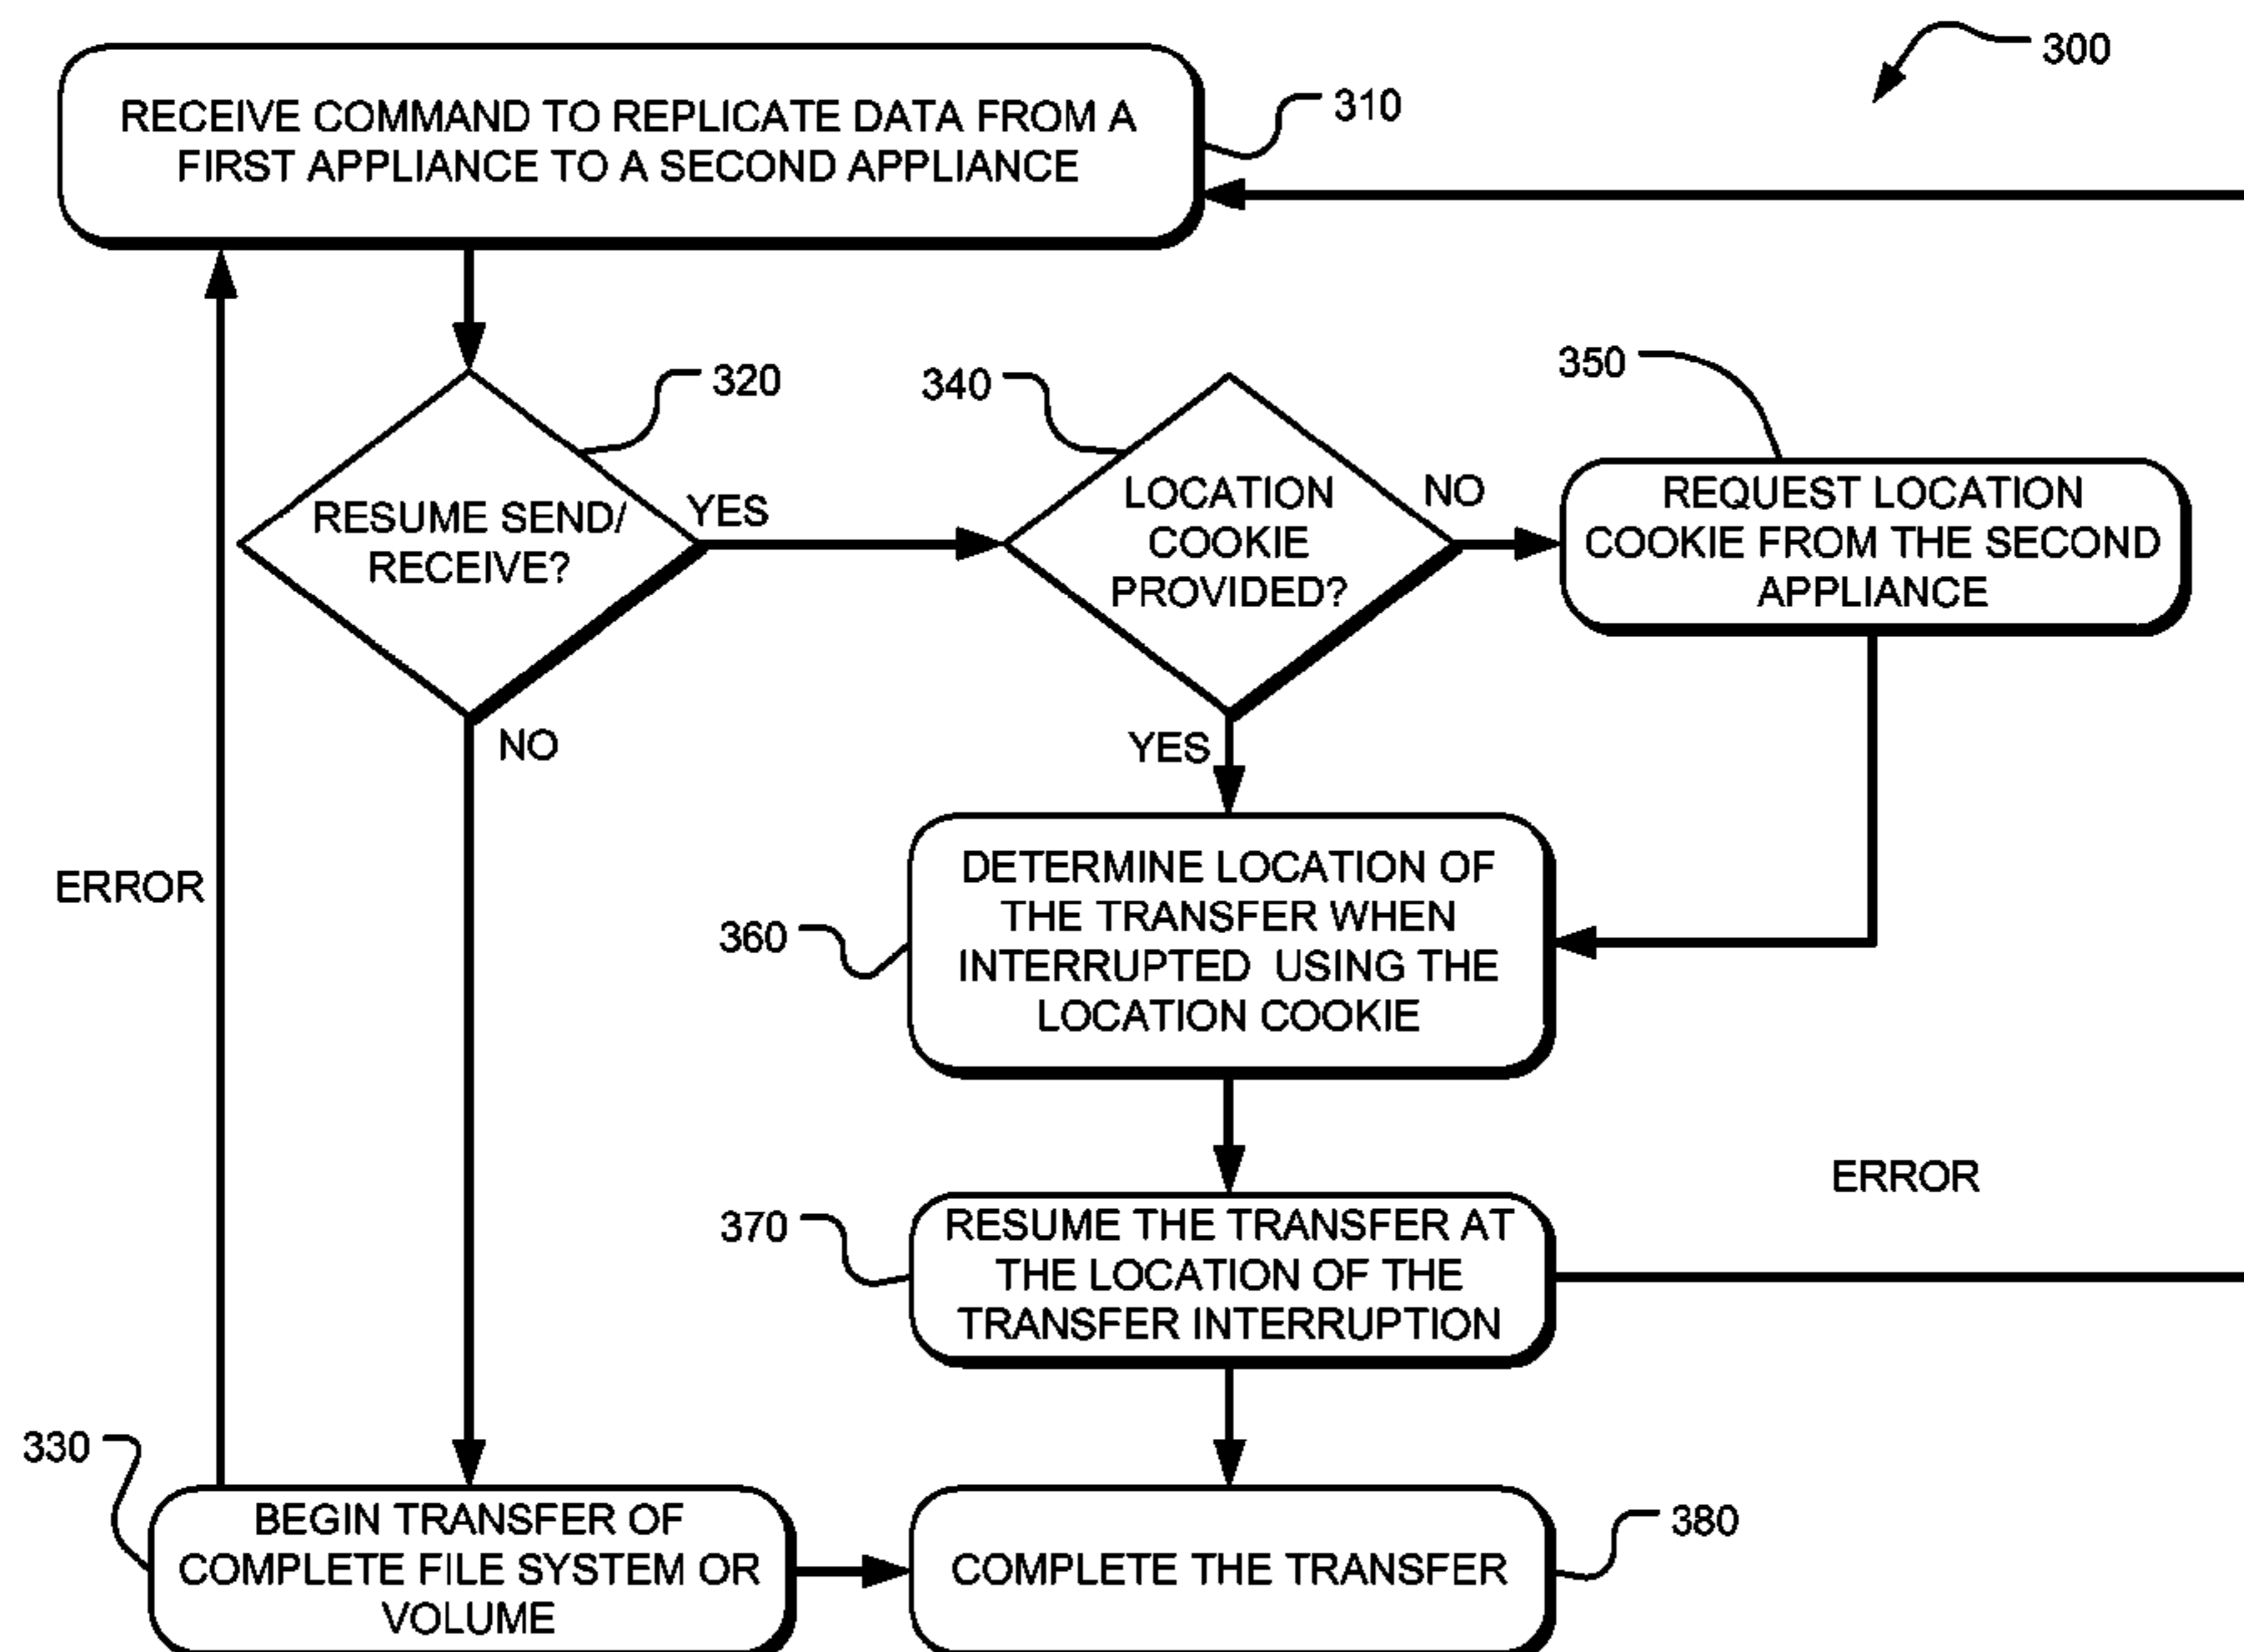 300
RECEIVE COMMAND TO REPLICATE DATA FROM A
FIRST APPLIANCE TO A SECOND APPLIANCE
310
320
RESUME SEND/
RECEIVE?
YES
NO
340
LOCATION
COOKIE
PROVIDED?
NO
YES
350
REQUEST LOCATION
COOKIE FROM THE SECOND
APPLIANCE
ERROR
360
DETERMINE LOCATION OF
THE TRANSFER WHEN
INTERRUPTED USING THE
LOCATION COOKIE
370
RESUME THE TRANSFER AT
THE LOCATION OF THE
TRANSFER INTERRUPTION
ERROR
330
BEGIN TRANSFER OF
COMPLETE FILE SYSTEM OR
VOLUME
COMPLETE THE TRANSFER
380